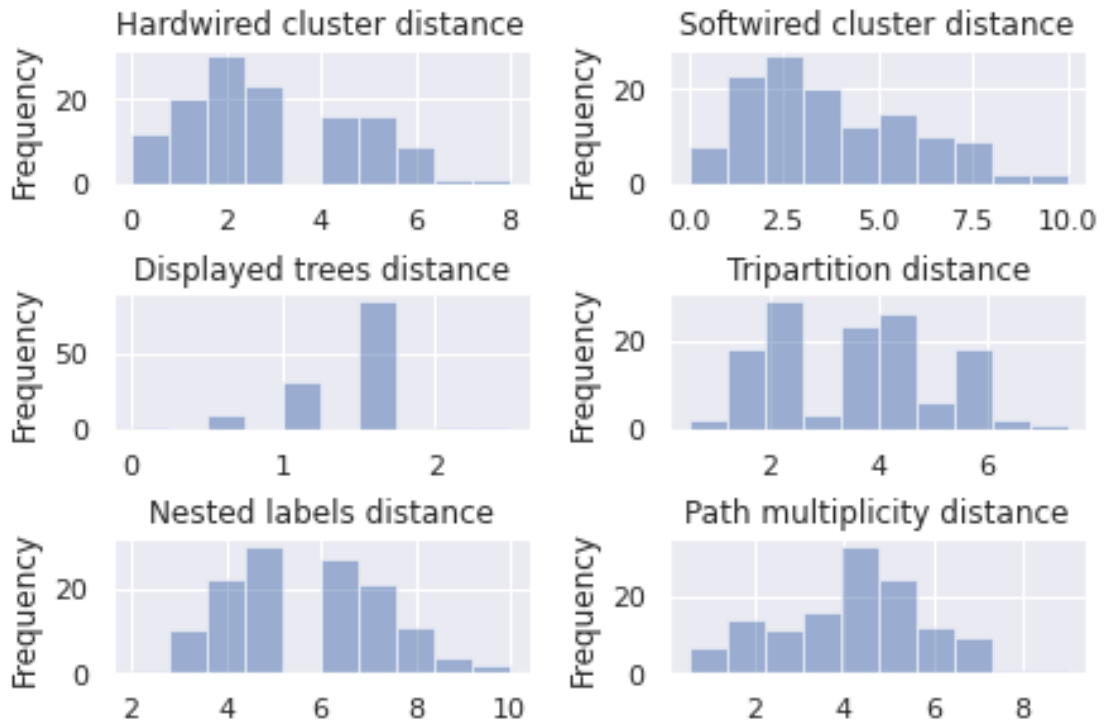 Hardwired cluster distance
Frequency
20
0
0 2 4 6 8
Softwired cluster distance
Frequency
20
0
0.0 2.5 5.0 7.5 10.0
Displayed trees distance
Frequency
50
0
0 1 2
Tripartition distance
Frequency
20
0
2 4 6
Nested labels distance
Frequency
20
0
2 4 6 8 10
Path multiplicity distance
Frequency
20
0
2 4 6 8